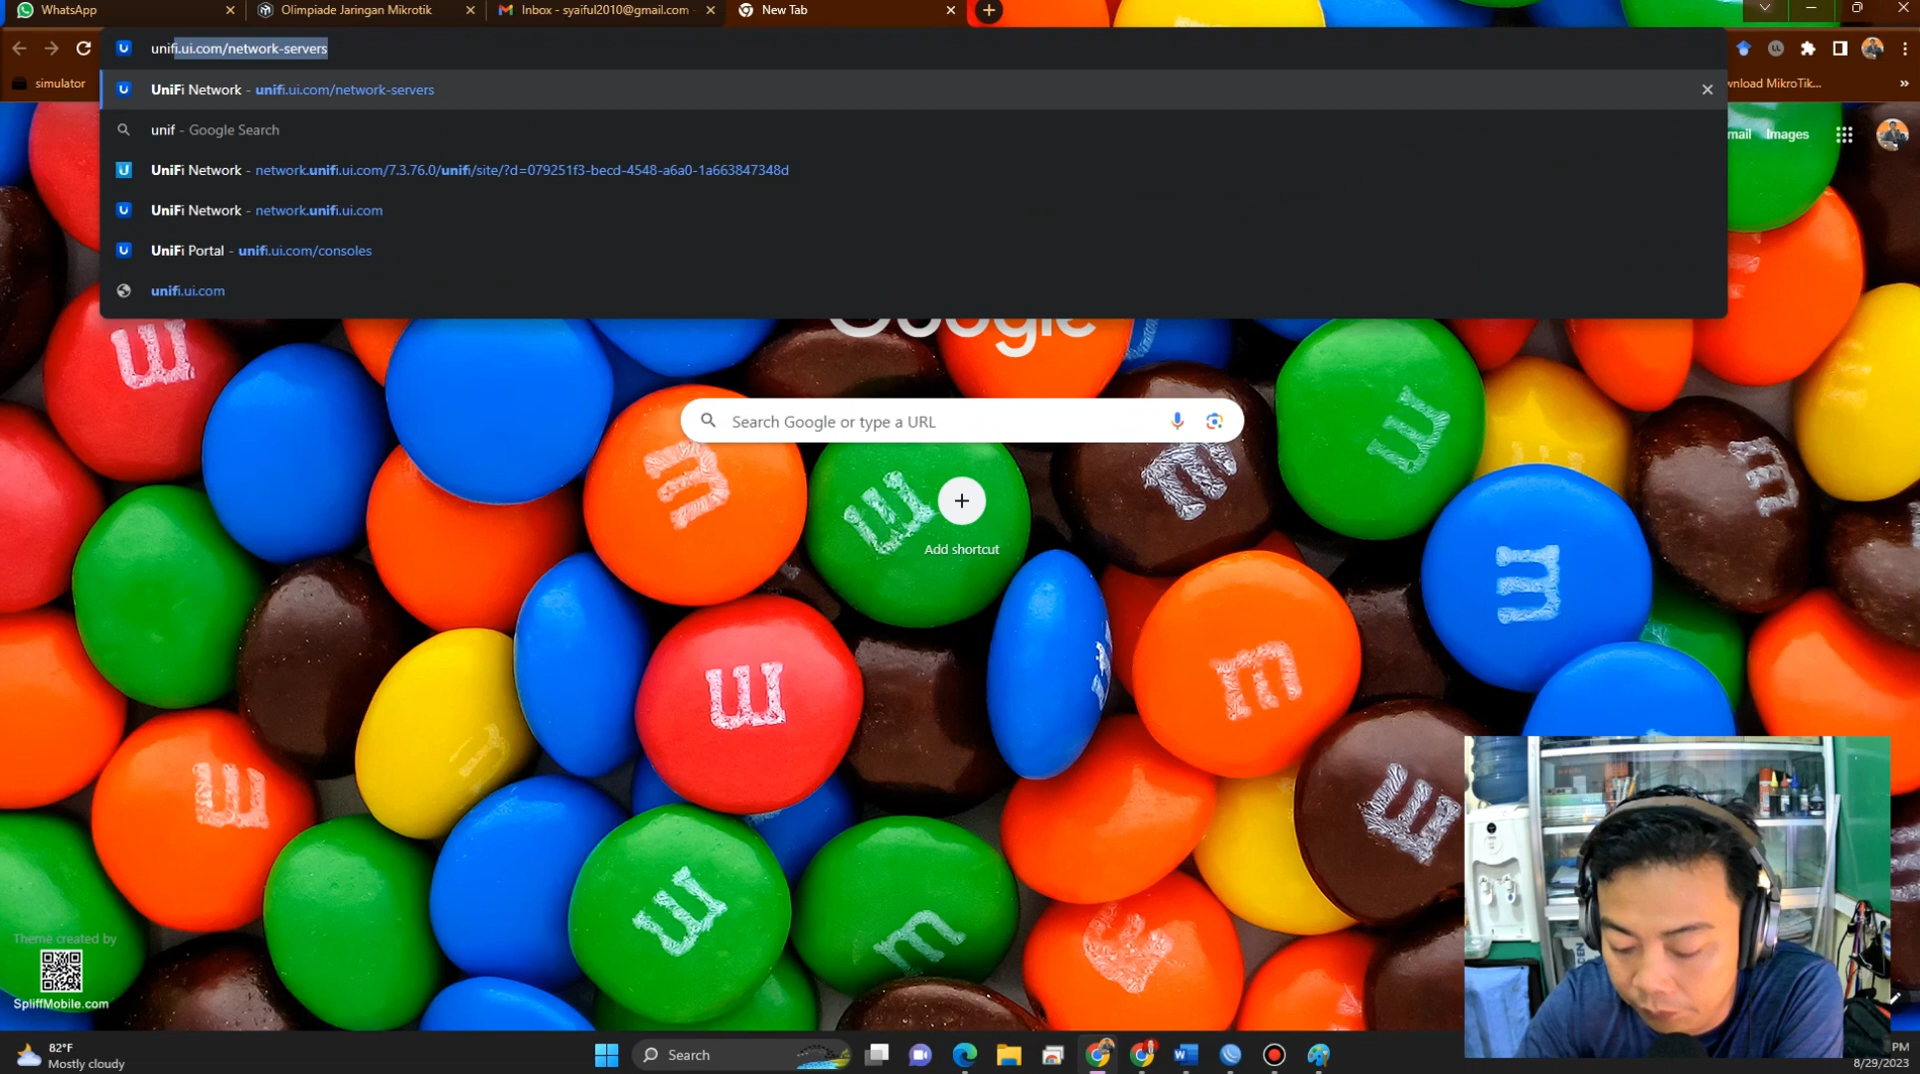 WhatsApp
Olimpiade Jaringan Mikrotik
Inbox - syaiful2010@gmail.com
New Tab
unifi.ui.com/network-servers
simulator
wnload MikroTik...
UniFi Network - unifi.ui.com/network-servers
unif - Google Search
UniFi Network - network.unifi.ui.com/7.3.76.0/unifi/site/?d=079251f3-becd-4548-a6a0-1a663847348d
UniFi Network - network.unifi.ui.com
UniFi Portal - unifi.ui.com/consoles
unifi.ui.com
mail
Images
Google
Search Google or type a URL
Add shortcut
m
m
m
m
m
m
m
m
m
m
m
m
m
Theme created by
SpliffMobile.com
82°F
Mostly cloudy
Search
PM
8/29/2023